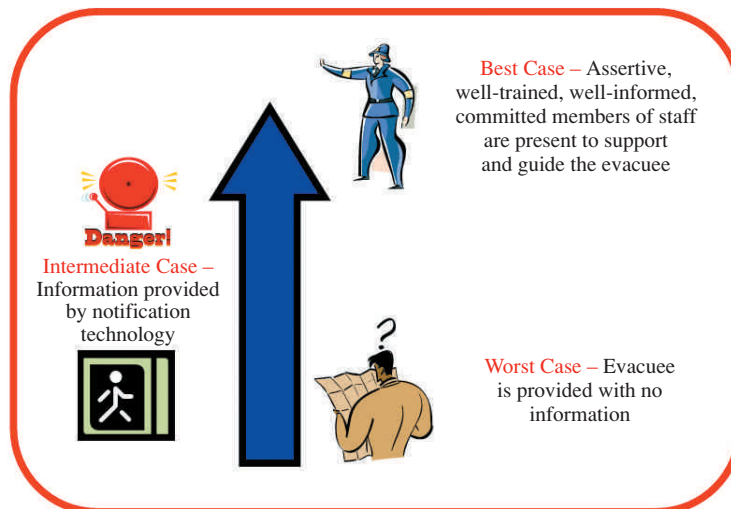 Best Case – Assertive,
well-trained, well-informed,
committed members of staff
are present to support
and guide the evacuee
Danger!
Intermediate Case –
Information provided
by notification
technology
?
Worst Case – Evacuee
is provided with no
information